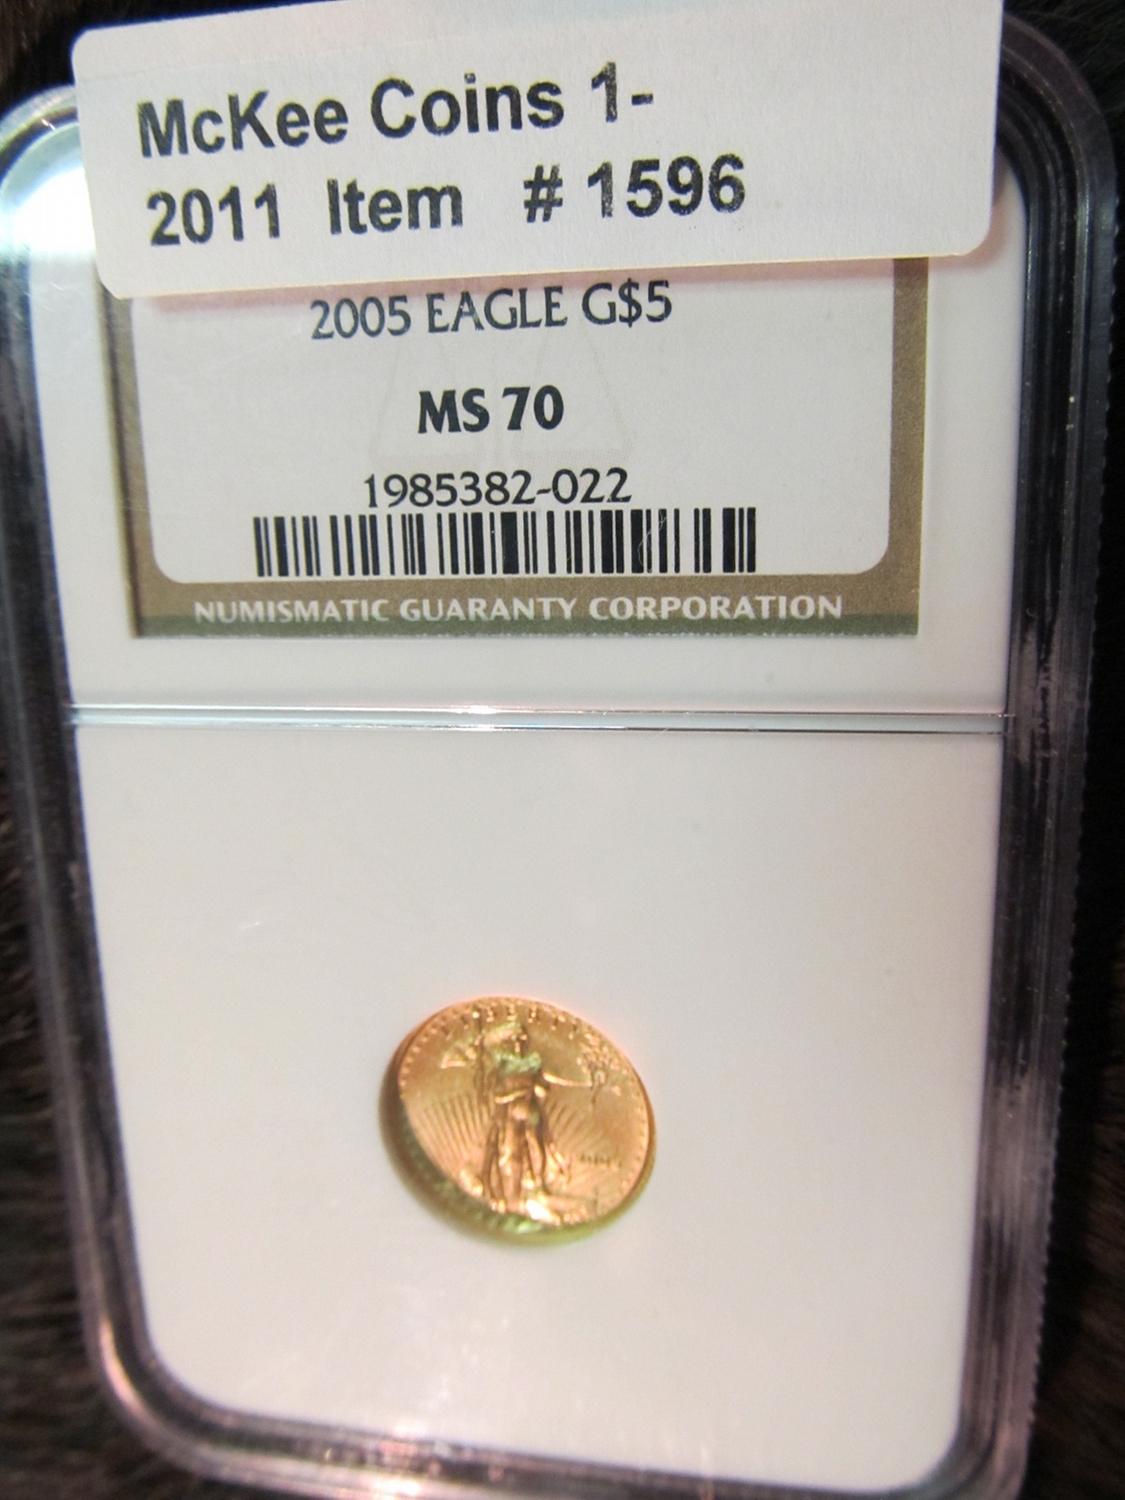 McKee Coins 1-
2011 Item # 1596
2005 EAGLE G$5
MS 70
1985382-022
NUMISMATIC GUARANTY CORPORATION